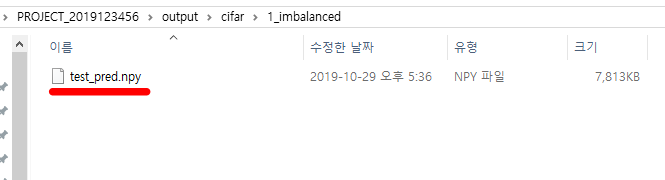 PROJECT_2019123456 > output > cifar > 1_imbalanced
이름 수정한 날짜 유형 크기
test_pred.npy 2019-10-29 오후 5:36 NPY 파일 7,813KB